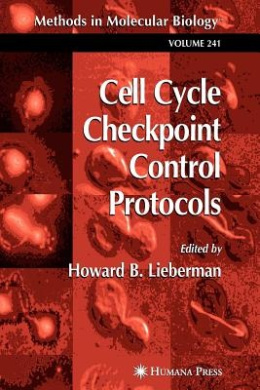 Methods in Molecular Biology
VOLUME 241
Cell Cycle
Checkpoint
Control
Protocols
Edited by
Howard B. Lieberman
HUMANA PRESS